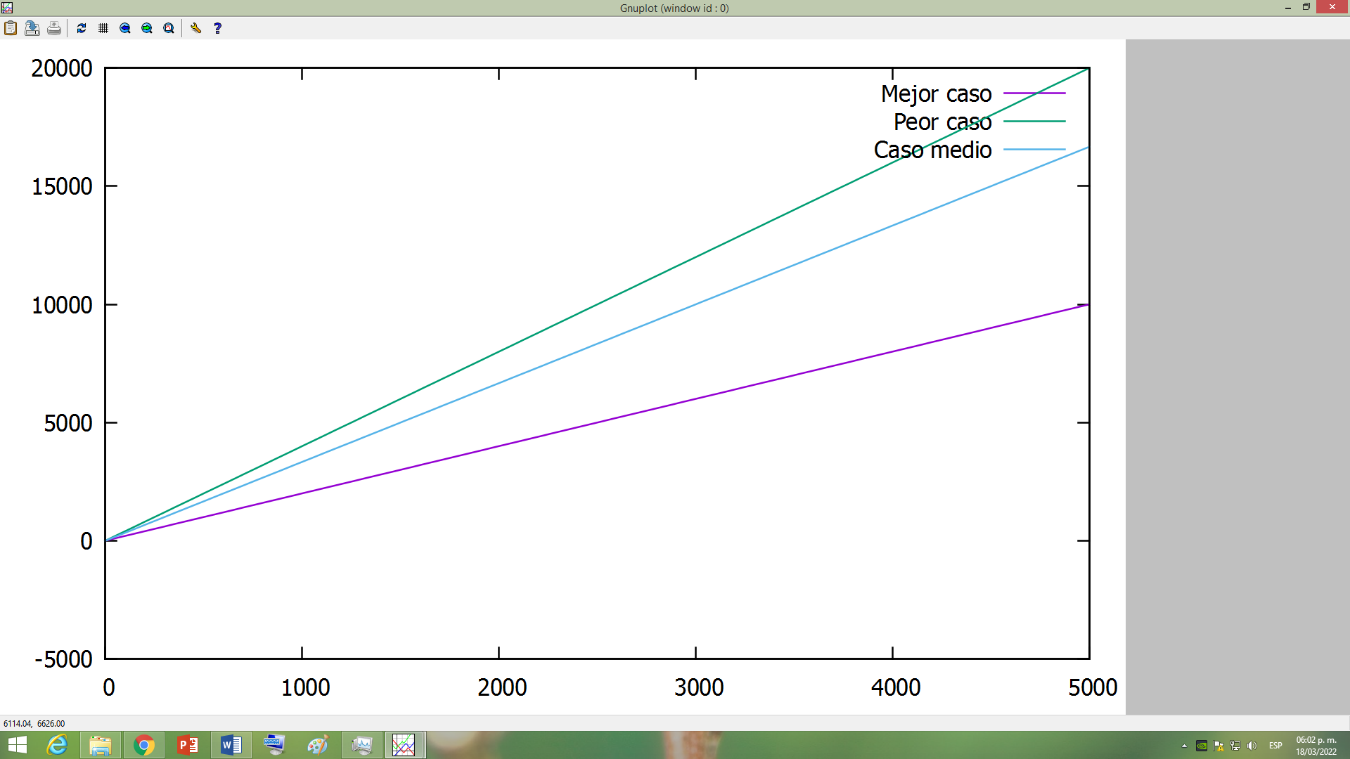 Gnuplot (window id : 0)
20000
15000
10000
5000
0
-5000
Mejor caso
Peor caso
Caso medio
0 1000 2000 3000 4000 5000
6114.04, 6626.00
ESP
06:02 p. m.
18/03/2022